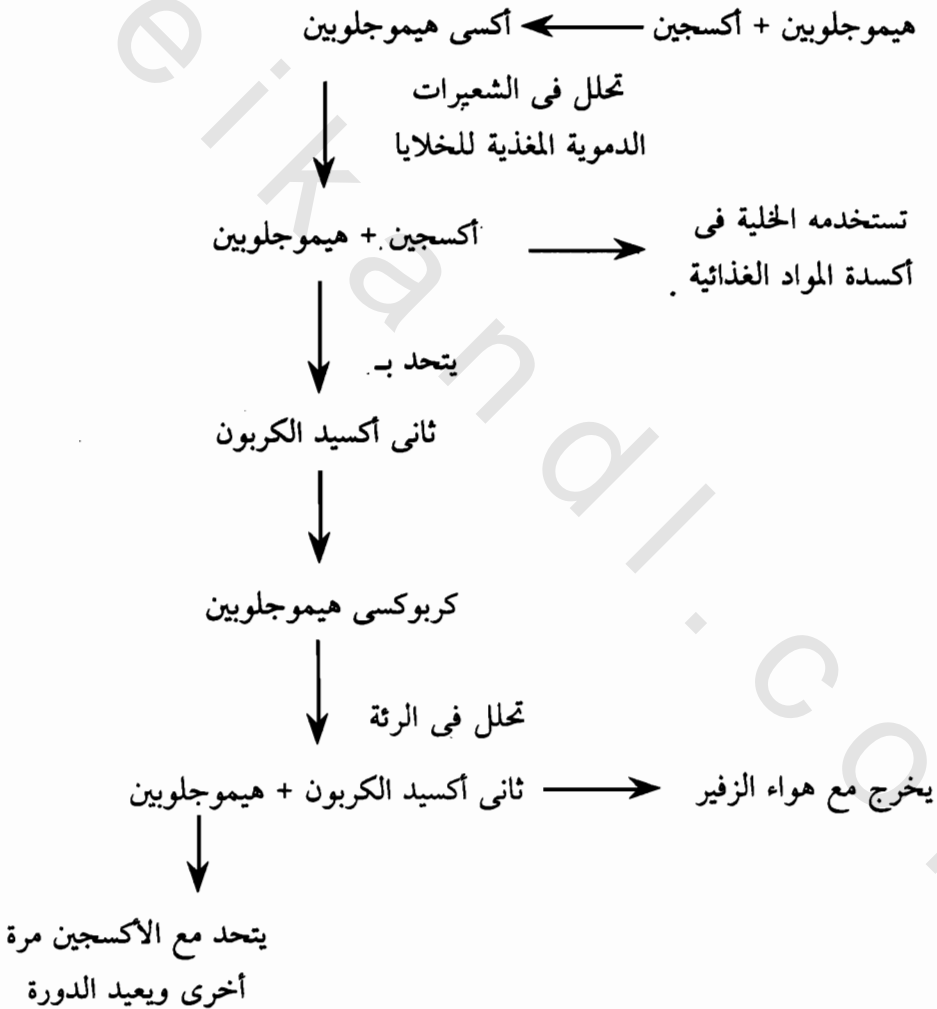 هيموجلوبين + أكسجين ← أكسى هيموجلوبين
تحلل فى الشعيرات
الدموية المغذية للخلايا
أكسجين + هيموجلوبين
تستخدمه الخلية فى
أكسدة المواد الغذائية
يتحد بـ
ثانى أكسيد الكربون
كربوكسى هيموجلوبين
تحلل فى الرئة
ثانى أكسيد الكربون + هيموجلوبين
يخرج مع هواء الزفير
يتحد مع الأكسجين مرة
أخرى ويعيد الدورة
eikandl.co